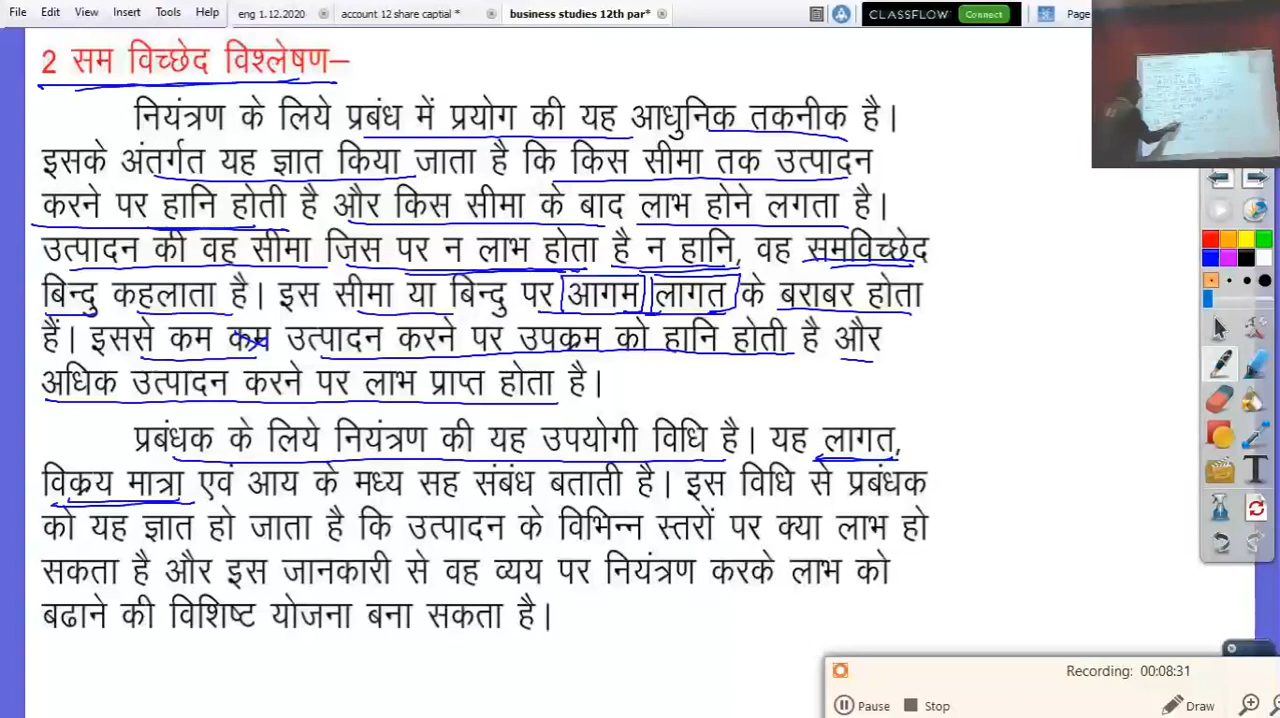 File Edit View Insert Tools Help eng 1.12.2020 account 12 share captial * business studies 12th par* CLASSFLOW Connect Page
2 सम विच्छेद विश्लेषण–
नियंत्रण के लिये प्रबंध में प्रयोग की यह आधुनिक तकनीक है।
इसके अंतर्गत यह ज्ञात किया जाता है कि किस सीमा तक उत्पादन
करने पर हानि होती है और किस सीमा के बाद लाभ होने लगता है।
उत्पादन की वह सीमा जिस पर न लाभ होता है न हानि, वह समविच्छेद
बिन्दु कहलाता है। इस सीमा या बिन्दु पर आगम लागत के बराबर होता
हैं। इससे कम कम उत्पादन करने पर उपक्रम को हानि होती है और
अधिक उत्पादन करने पर लाभ प्राप्त होता है।
प्रबंधक के लिये नियंत्रण की यह उपयोगी विधि है। यह लागत,
विक्रय मात्रा एवं आय के मध्य सह संबंध बताती है। इस विधि से प्रबंधक
को यह ज्ञात हो जाता है कि उत्पादन के विभिन्न स्तरों पर क्या लाभ हो
सकता है और इस जानकारी से वह व्यय पर नियंत्रण करके लाभ को
बढाने की विशिष्ट योजना बना सकता है।
Recording: 00:08:31
Pause Stop Draw